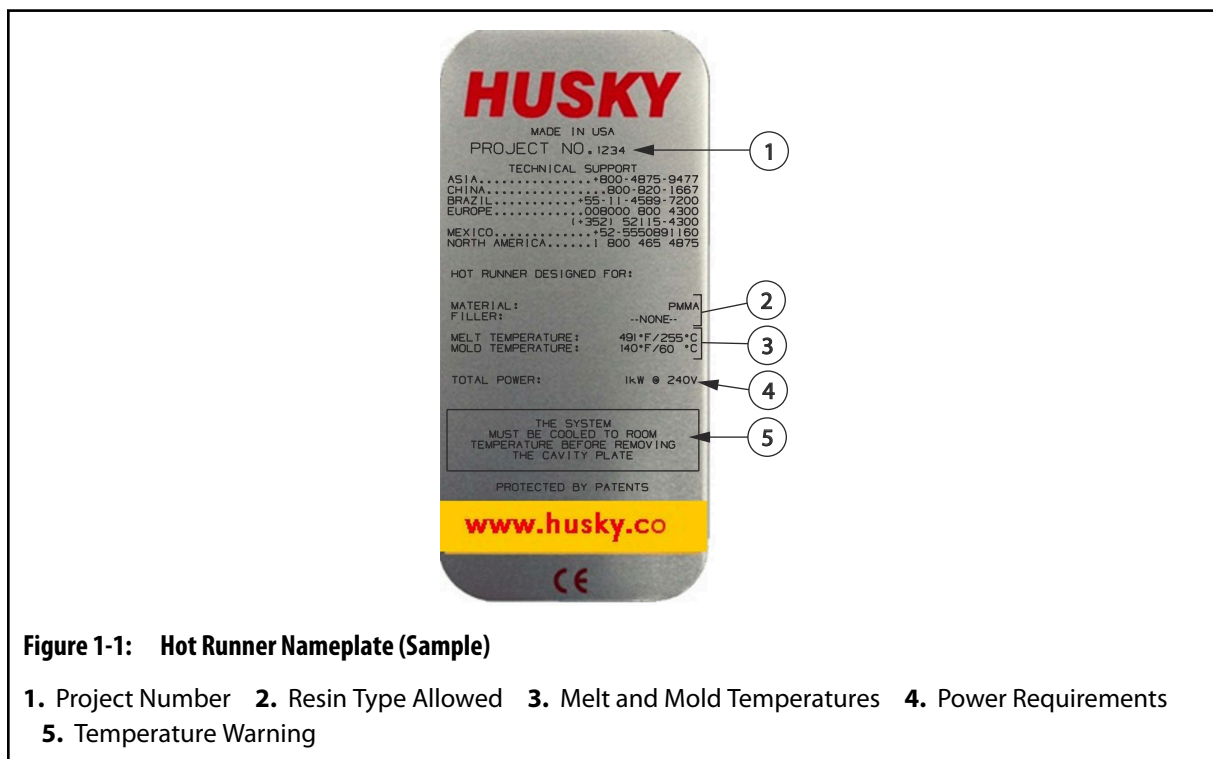 HUSKY
MADE IN USA
PROJECT NO.1234
1
TECHNICAL SUPPORT
ASIA...............+800-4875-9477
CHINA................800-820-1667
BRAZIL............+55-11-4589-7200
EUROPE............008000 800 4300
(+352) 52115-4300
MEXICO.............+52-5550891160
NORTH AMERICA......1 800 465 4875
HOT RUNNER DESIGNED FOR:
MATERIAL: PMMA
FILLER: --NONE--
2
MELT TEMPERATURE: 491°F/255°C
MOLD TEMPERATURE: 140°F/60 °C
3
TOTAL POWER: 1kW @ 240V
4
THE SYSTEM
MUST BE COOLED TO ROOM
TEMPERATURE BEFORE REMOVING
THE CAVITY PLATE
5
PROTECTED BY PATENTS
www.husky.co
CE
Figure 1-1: Hot Runner Nameplate (Sample)
1. Project Number 2. Resin Type Allowed 3. Melt and Mold Temperatures 4. Power Requirements
5. Temperature Warning